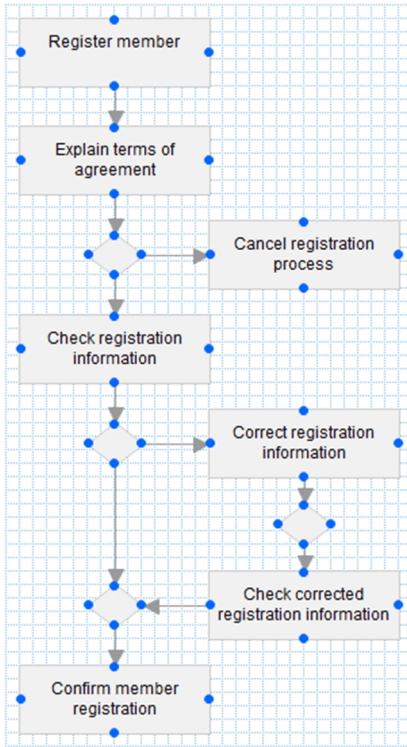 Register member
Explain terms of
agreement
Cancel registration
process
Check registration
information
Correct registration
information
Check corrected
registration information
Confirm member
registration